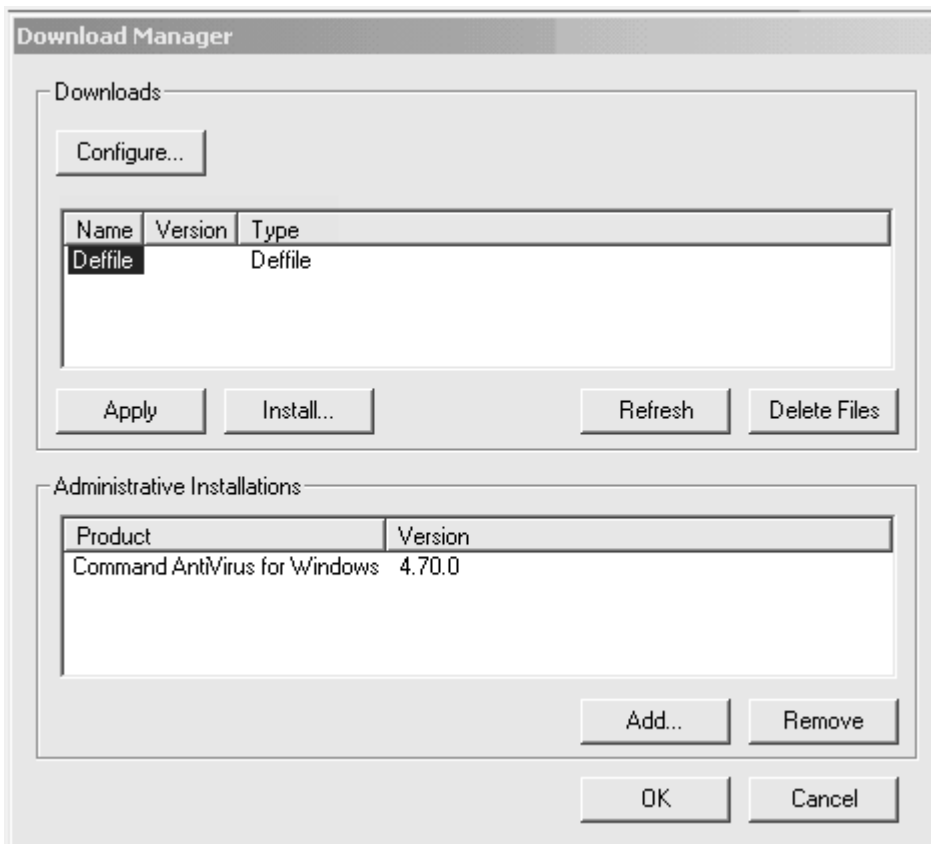 Download Manager
Downloads
Configure...
Name Version Type
Deffile Deffile
Apply Install... Refresh Delete Files
Administrative Installations
Product Version
Command AntiVirus for Windows 4.70.0
Add... Remove
OK Cancel